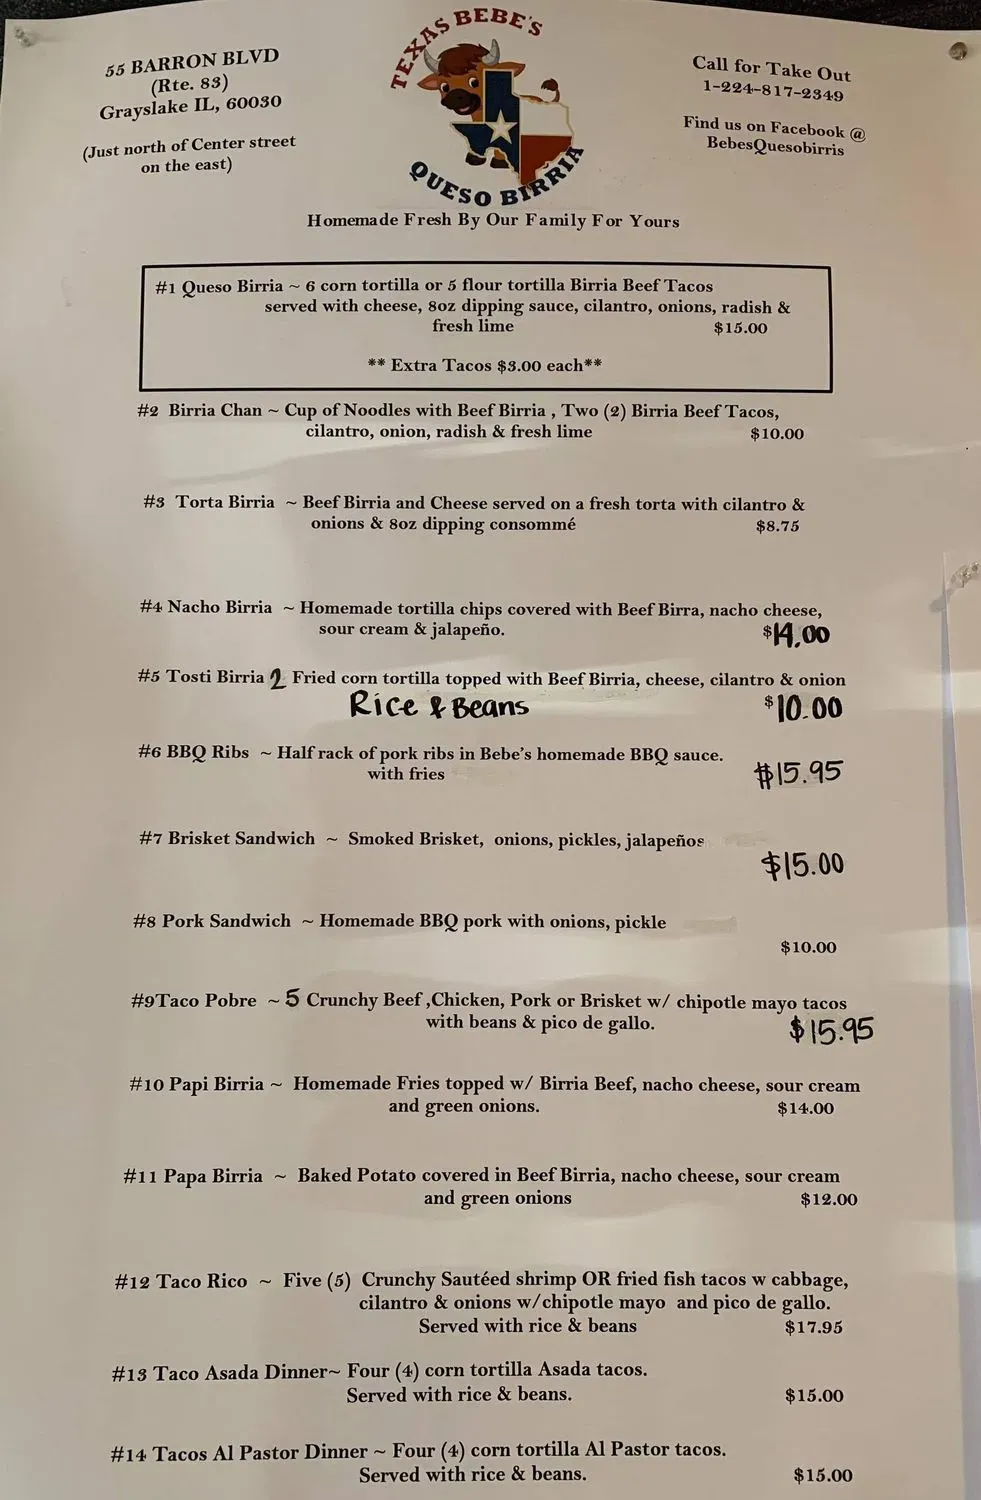 55 BARRON BLVD
(Rte. 83)
Grayslake IL, 60030
(Just north of Center street
on the east)
TEXAS BEBE'S
QUESO BIRRIA
Call for Take Out
1-224-817-2349
Find us on Facebook @
BebesQuesobirris
Homemade Fresh By Our Family For Yours
#1 Queso Birria ~ 6 corn tortilla or 5 flour tortilla Birria Beef Tacos
served with cheese, 8oz dipping sauce, cilantro, onions, radish &
fresh lime $15.00
** Extra Tacos $3.00 each**
#2 Birria Chan ~ Cup of Noodles with Beef Birria , Two (2) Birria Beef Tacos,
cilantro, onion, radish & fresh lime $10.00
#3 Torta Birria ~ Beef Birria and Cheese served on a fresh torta with cilantro &
onions & 8oz dipping consommé $8.75
#4 Nacho Birria ~ Homemade tortilla chips covered with Beef Birra, nacho cheese,
sour cream & jalapeño. $14.00
#5 Tosti Birria 2 Fried corn tortilla topped with Beef Birria, cheese, cilantro & onion
Rice & Beans $10.00
#6 BBQ Ribs ~ Half rack of pork ribs in Bebe's homemade BBQ sauce.
with fries $15.95
#7 Brisket Sandwich ~ Smoked Brisket, onions, pickles, jalapeños
$15.00
#8 Pork Sandwich ~ Homemade BBQ pork with onions, pickle
$10.00
#9Taco Pobre ~ 5 Crunchy Beef ,Chicken, Pork or Brisket w/ chipotle mayo tacos
with beans & pico de gallo. $15.95
#10 Papi Birria ~ Homemade Fries topped w/ Birria Beef, nacho cheese, sour cream
and green onions. $14.00
#11 Papa Birria ~ Baked Potato covered in Beef Birria, nacho cheese, sour cream
and green onions $12.00
#12 Taco Rico ~ Five (5) Crunchy Sautéed shrimp OR fried fish tacos w cabbage,
cilantro & onions w/chipotle mayo and pico de gallo.
Served with rice & beans $17.95
#13 Taco Asada Dinner~ Four (4) corn tortilla Asada tacos.
Served with rice & beans. $15.00
#14 Tacos Al Pastor Dinner ~ Four (4) corn tortilla Al Pastor tacos.
Served with rice & beans. $15.00